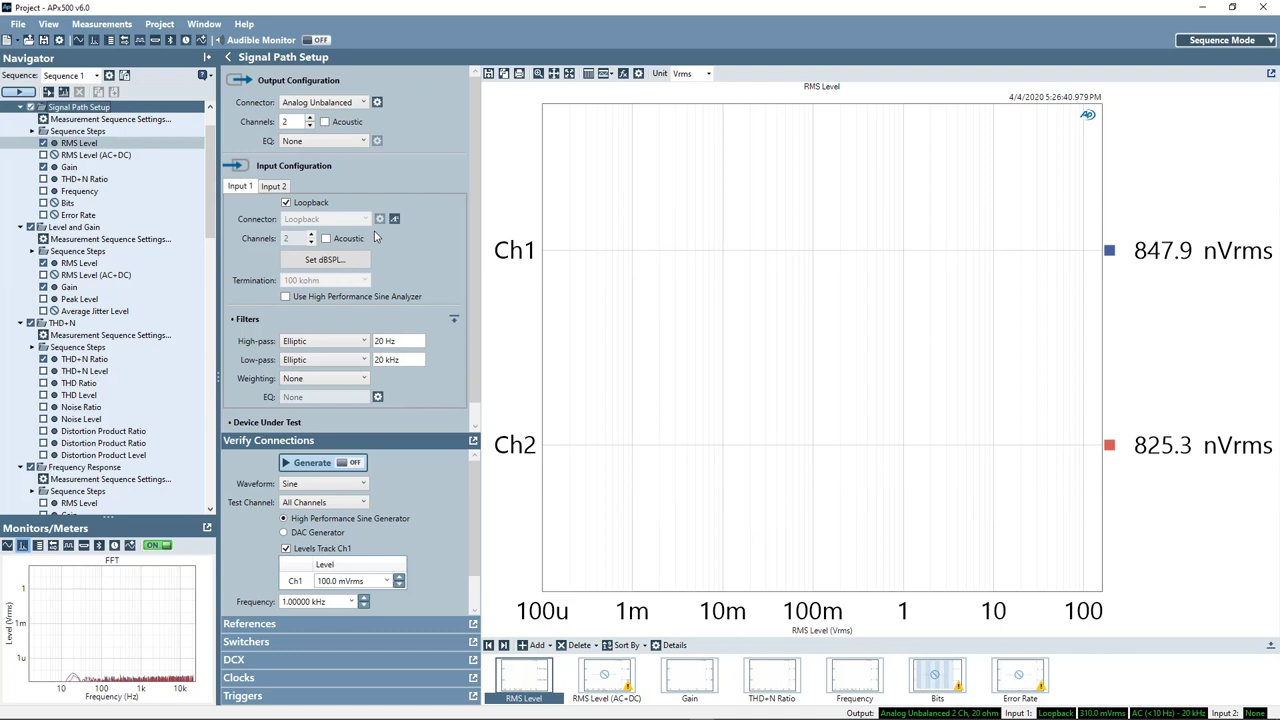 Project - APx500 v6.0
File View Measurements Project Window Help
Audible Monitor OFF
Sequence Mode
Navigator
Sequence: Sequence 1
Signal Path Setup
Measurement Sequence Settings...
Sequence Steps
RMS Level
RMS Level (AC+DC)
Gain
THD+N Ratio
Frequency
Bits
Error Rate
Level and Gain
Measurement Sequence Settings...
Sequence Steps
RMS Level
RMS Level (AC+DC)
Gain
Peak Level
Average Jitter Level
THD+N
Measurement Sequence Settings...
Sequence Steps
THD+N Ratio
THD+N Level
THD Ratio
THD Level
Noise Ratio
Noise Level
Distortion Product Ratio
Distortion Product Ratio
Distortion Product Level
Frequency Response
Measurement Sequence Settings...
Sequence Steps
RMS Level
Gain
Monitors/Meters
ON
FFT
Level (Vrms)
1
1m
1u
10 100 1k 10k
Frequency (Hz)
Signal Path Setup
Output Configuration
Connector: Analog Unbalanced
Channels: 2 Acoustic
EQ: None
Input Configuration
Input 1 Input 2
Loopback
Connector: Loopback
Channels: 2 Acoustic
Set dBSPL...
Termination: 100 kohm
Use High Performance Sine Analyzer
Filters
High-pass: Elliptic 20 Hz
Low-pass: Elliptic 20 kHz
Weighting: None
EQ: None
Device Under Test
Verify Connections
Generate OFF
Waveform: Sine
Test Channel: All Channels
High Performance Sine Generator
DAC Generator
Levels Track Ch1
Level
Ch1 100.0 mVrms
Frequency: 1.00000 kHz
References
Switchers
DCX
Clocks
Triggers
Unit Vrms
RMS Level
4/4/2020 5:26:40.979PM
Ch1 847.9 nVrms
Ch2 825.3 nVrms
100u 1m 10m 100m 1 10 100
RMS Level (Vrms)
Add Delete Sort By Details
RMS Level RMS Level (AC+DC) Gain THD+N Ratio Frequency Bits Error Rate
Output: Analog Unbalanced 2 Ch, 20 ohm Input 1: Loopback 310.0 mVrms AC (<10 Hz) - 20 kHz Input 2: None